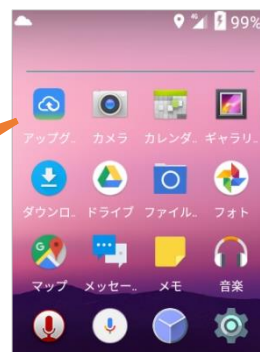 4G 99%
アップグ.. カメラ カレンダ.. ギャラリ..
ダウンロ.. ドライブ ファイル.. フォト
マップ メッセー.. メモ 音楽